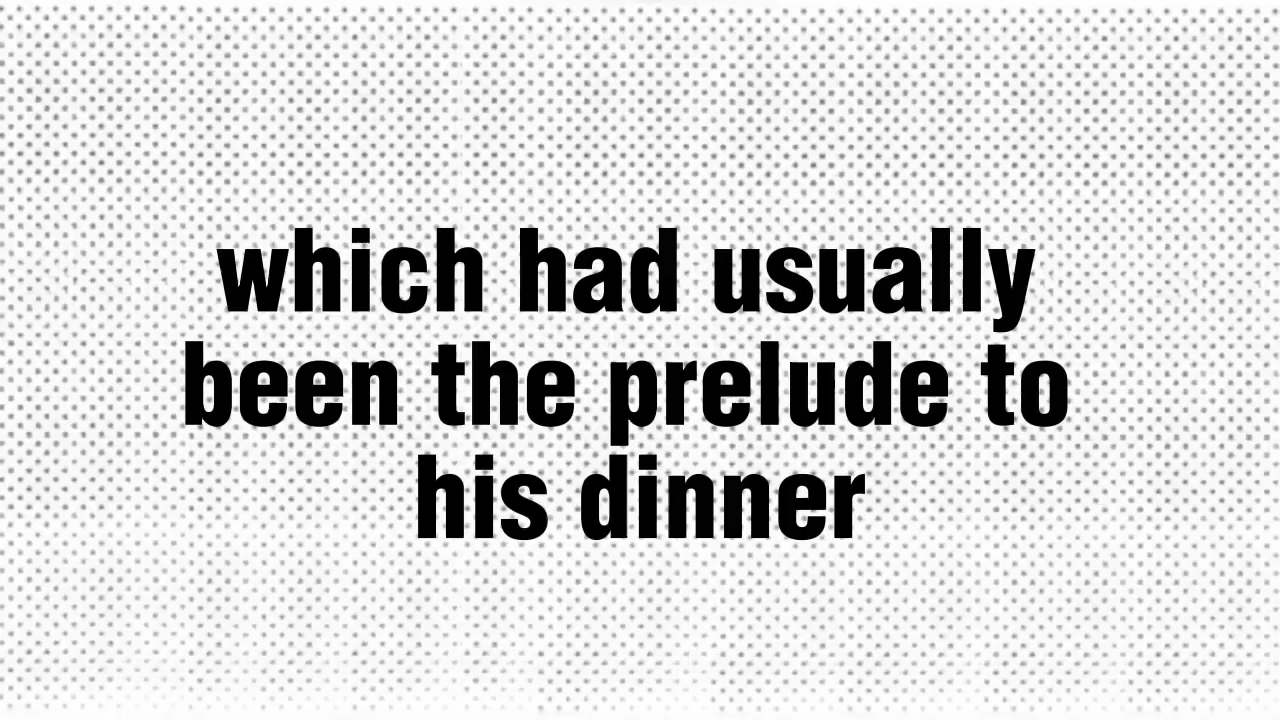 which had usually
been the prelude to
his dinner